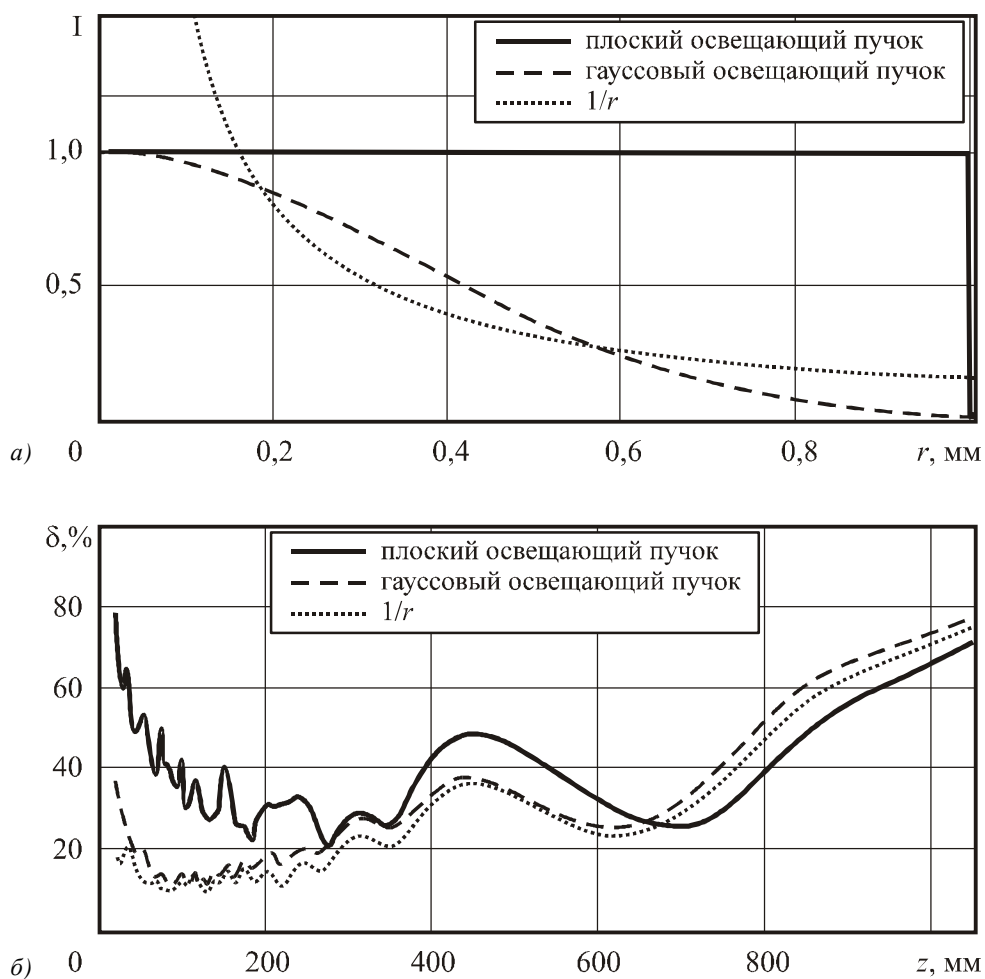 I
плоский освещающий пучок
гауссовый освещающий пучок
1/r
1,0
0,5
а) 0 0,2 0,4 0,6 0,8 r, мм
δ,%
плоский освещающий пучок
гауссовый освещающий пучок
1/r
80
60
40
20
б) 0 200 400 600 800 z, мм